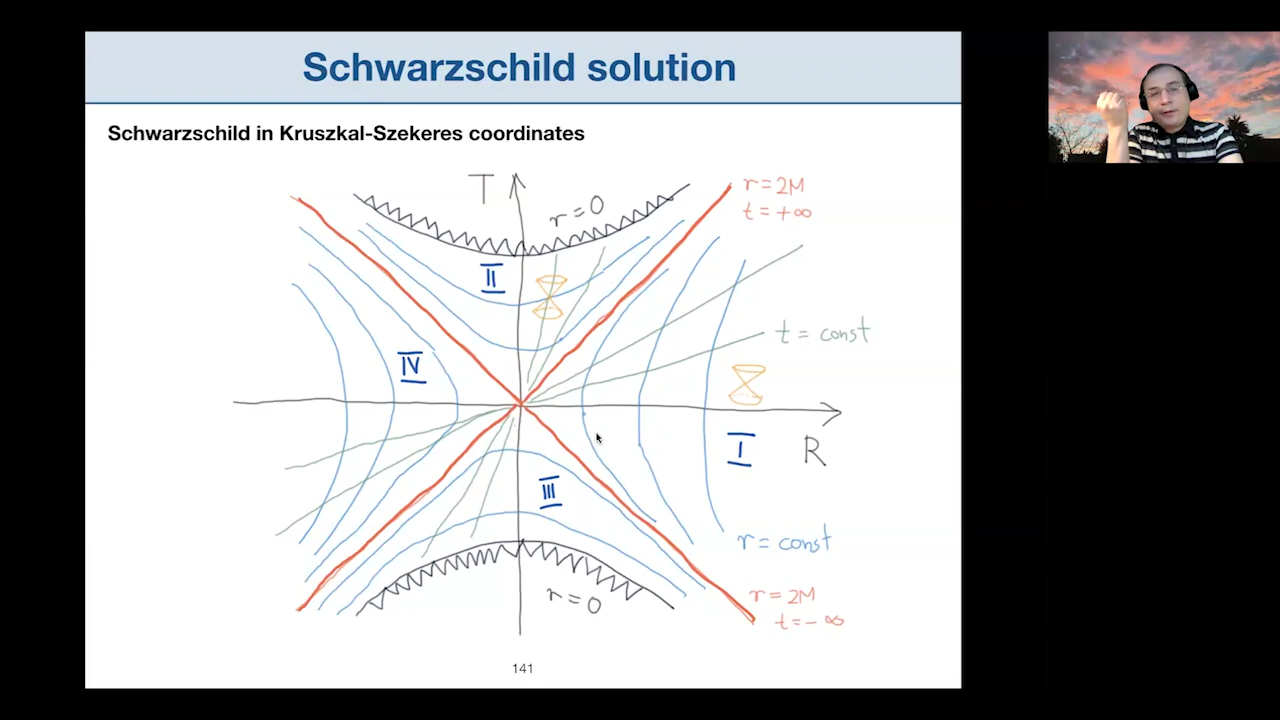 Schwarzschild solution
Schwarzschild in Kruszkal-Szekeres coordinates
T
r=0
r=2M
t=+∞
II
t=const
IV
I
R
III
r=const
r=0
r=2M
t=-∞
141